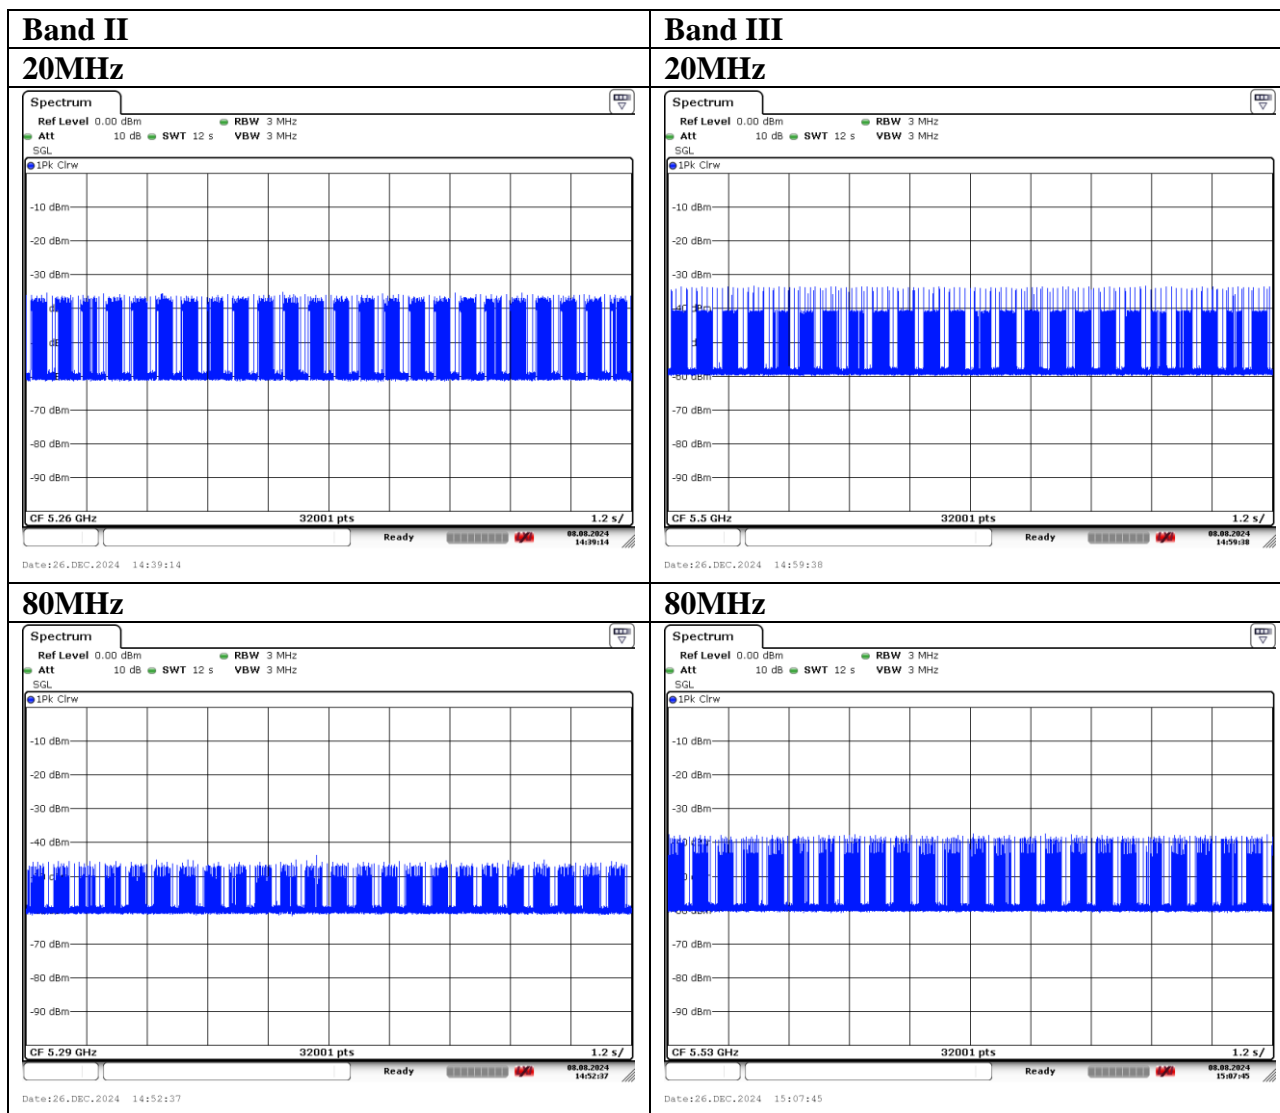 Band II
Band III
20MHz
20MHz
Spectrum
Ref Level 0.00 dBm RBW 3 MHz
Att 10 dB SWT 12 s VBW 3 MHz
SGL
1Pk Clrw
-10 dBm
-20 dBm
-30 dBm
-70 dBm
-80 dBm
-90 dBm
CF 5.26 GHz 32001 pts 1.2 s/
Ready 08.08.2024
14:39:14
Date:26.DEC.2024 14:39:14
Spectrum
Ref Level 0.00 dBm RBW 3 MHz
Att 10 dB SWT 12 s VBW 3 MHz
SGL
1Pk Clrw
-10 dBm
-20 dBm
-30 dBm
-60 dBm
-70 dBm
-80 dBm
-90 dBm
CF 5.5 GHz 32001 pts 1.2 s/
Ready 08.08.2024
14:59:38
Date:26.DEC.2024 14:59:38
80MHz
80MHz
Spectrum
Ref Level 0.00 dBm RBW 3 MHz
Att 10 dB SWT 12 s VBW 3 MHz
SGL
1Pk Clrw
-10 dBm
-20 dBm
-30 dBm
-40 dBm
-70 dBm
-80 dBm
-90 dBm
CF 5.29 GHz 32001 pts 1.2 s/
Ready 08.08.2024
14:52:37
Date:26.DEC.2024 14:52:37
Spectrum
Ref Level 0.00 dBm RBW 3 MHz
Att 10 dB SWT 12 s VBW 3 MHz
SGL
1Pk Clrw
-10 dBm
-20 dBm
-30 dBm
-70 dBm
-80 dBm
-90 dBm
CF 5.53 GHz 32001 pts 1.2 s/
Ready 08.08.2024
15:07:45
Date:26.DEC.2024 15:07:45